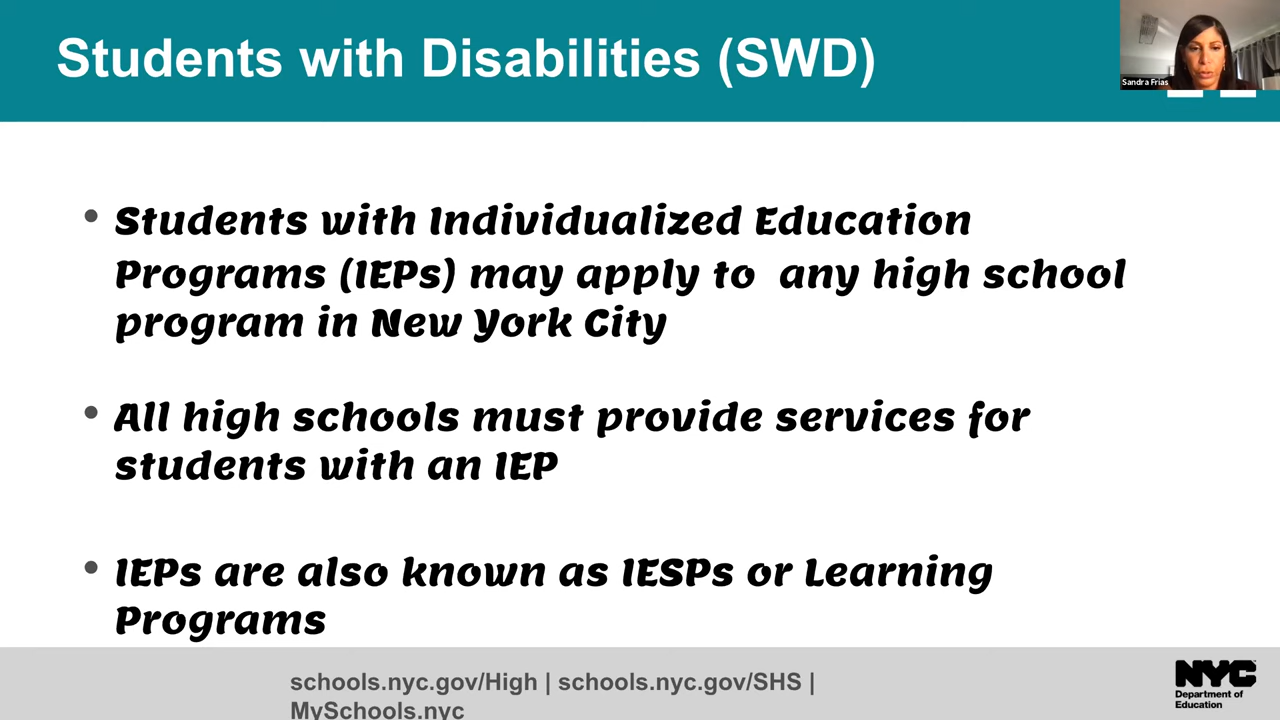 Students with Disabilities (SWD)
Sandra Frias
• Students with Individualized Education
Programs (IEPs) may apply to any high school
program in New York City
• All high schools must provide services for
students with an IEP
• IEPs are also known as IESPs or Learning
Programs
schools.nyc.gov/High | schools.nyc.gov/SHS |
MySchools.nyc
NYC
Department of
Education